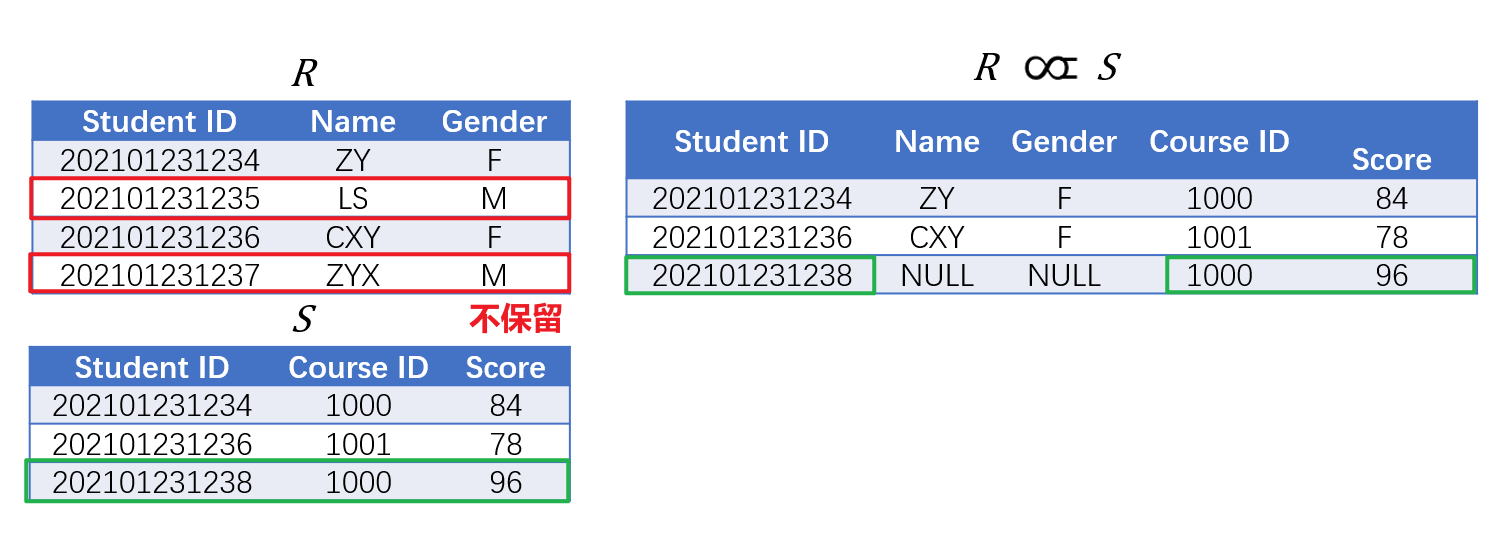 R
Student ID Name Gender
202101231234 ZY F
202101231235 LS M
202101231236 CXY F
202101231237 ZYX M
不保留
S
Student ID Course ID Score
202101231234 1000 84
202101231236 1001 78
202101231238 1000 96
R ⟖ S
Student ID Name Gender Course ID Score
202101231234 ZY F 1000 84
202101231236 CXY F 1001 78
202101231238 NULL NULL 1000 96